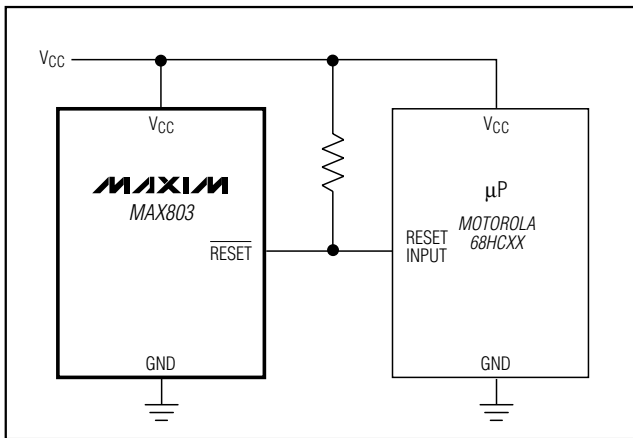 VCC
VCC
MAXIM
MAX803
RESET
GND
VCC
μP
MOTOROLA
68HCXX
RESET
INPUT
GND